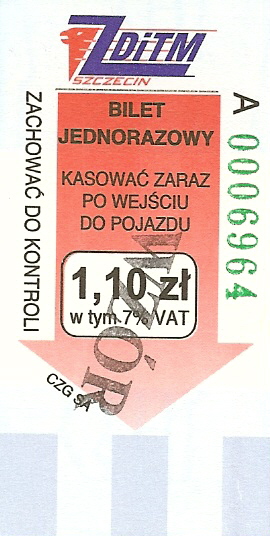 ZDiTM
SZCZECIN
BILET
JEDNORAZOWY
KASOWAĆ ZARAZ
PO WEJŚCIU
DO POJAZDU
1,10 zł
w tym 7% VAT
ZACHOWAĆ DO KONTROLI
A 0006964
WZÓR
CZG SA